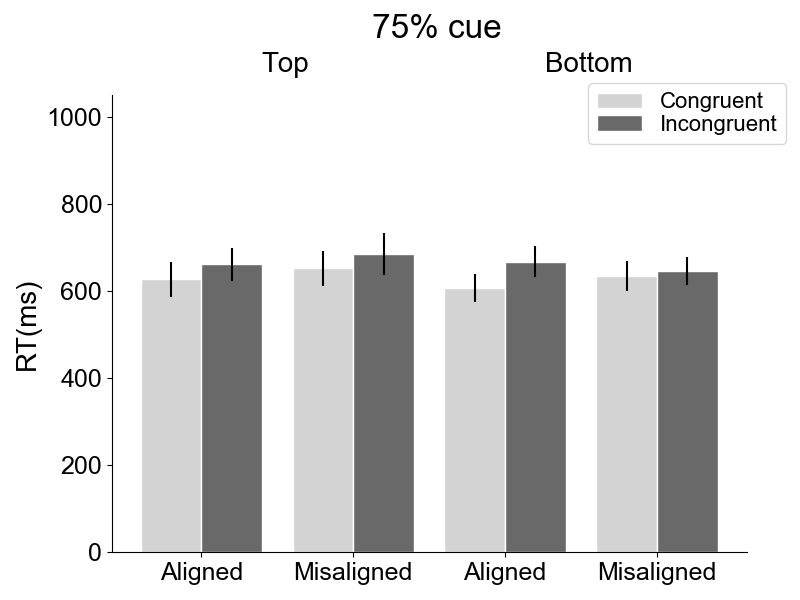 75% cue
Top Bottom
Congruent
Incongruent
1000
800
600
400
200
0
RT(ms)
Aligned Misaligned Aligned Misaligned